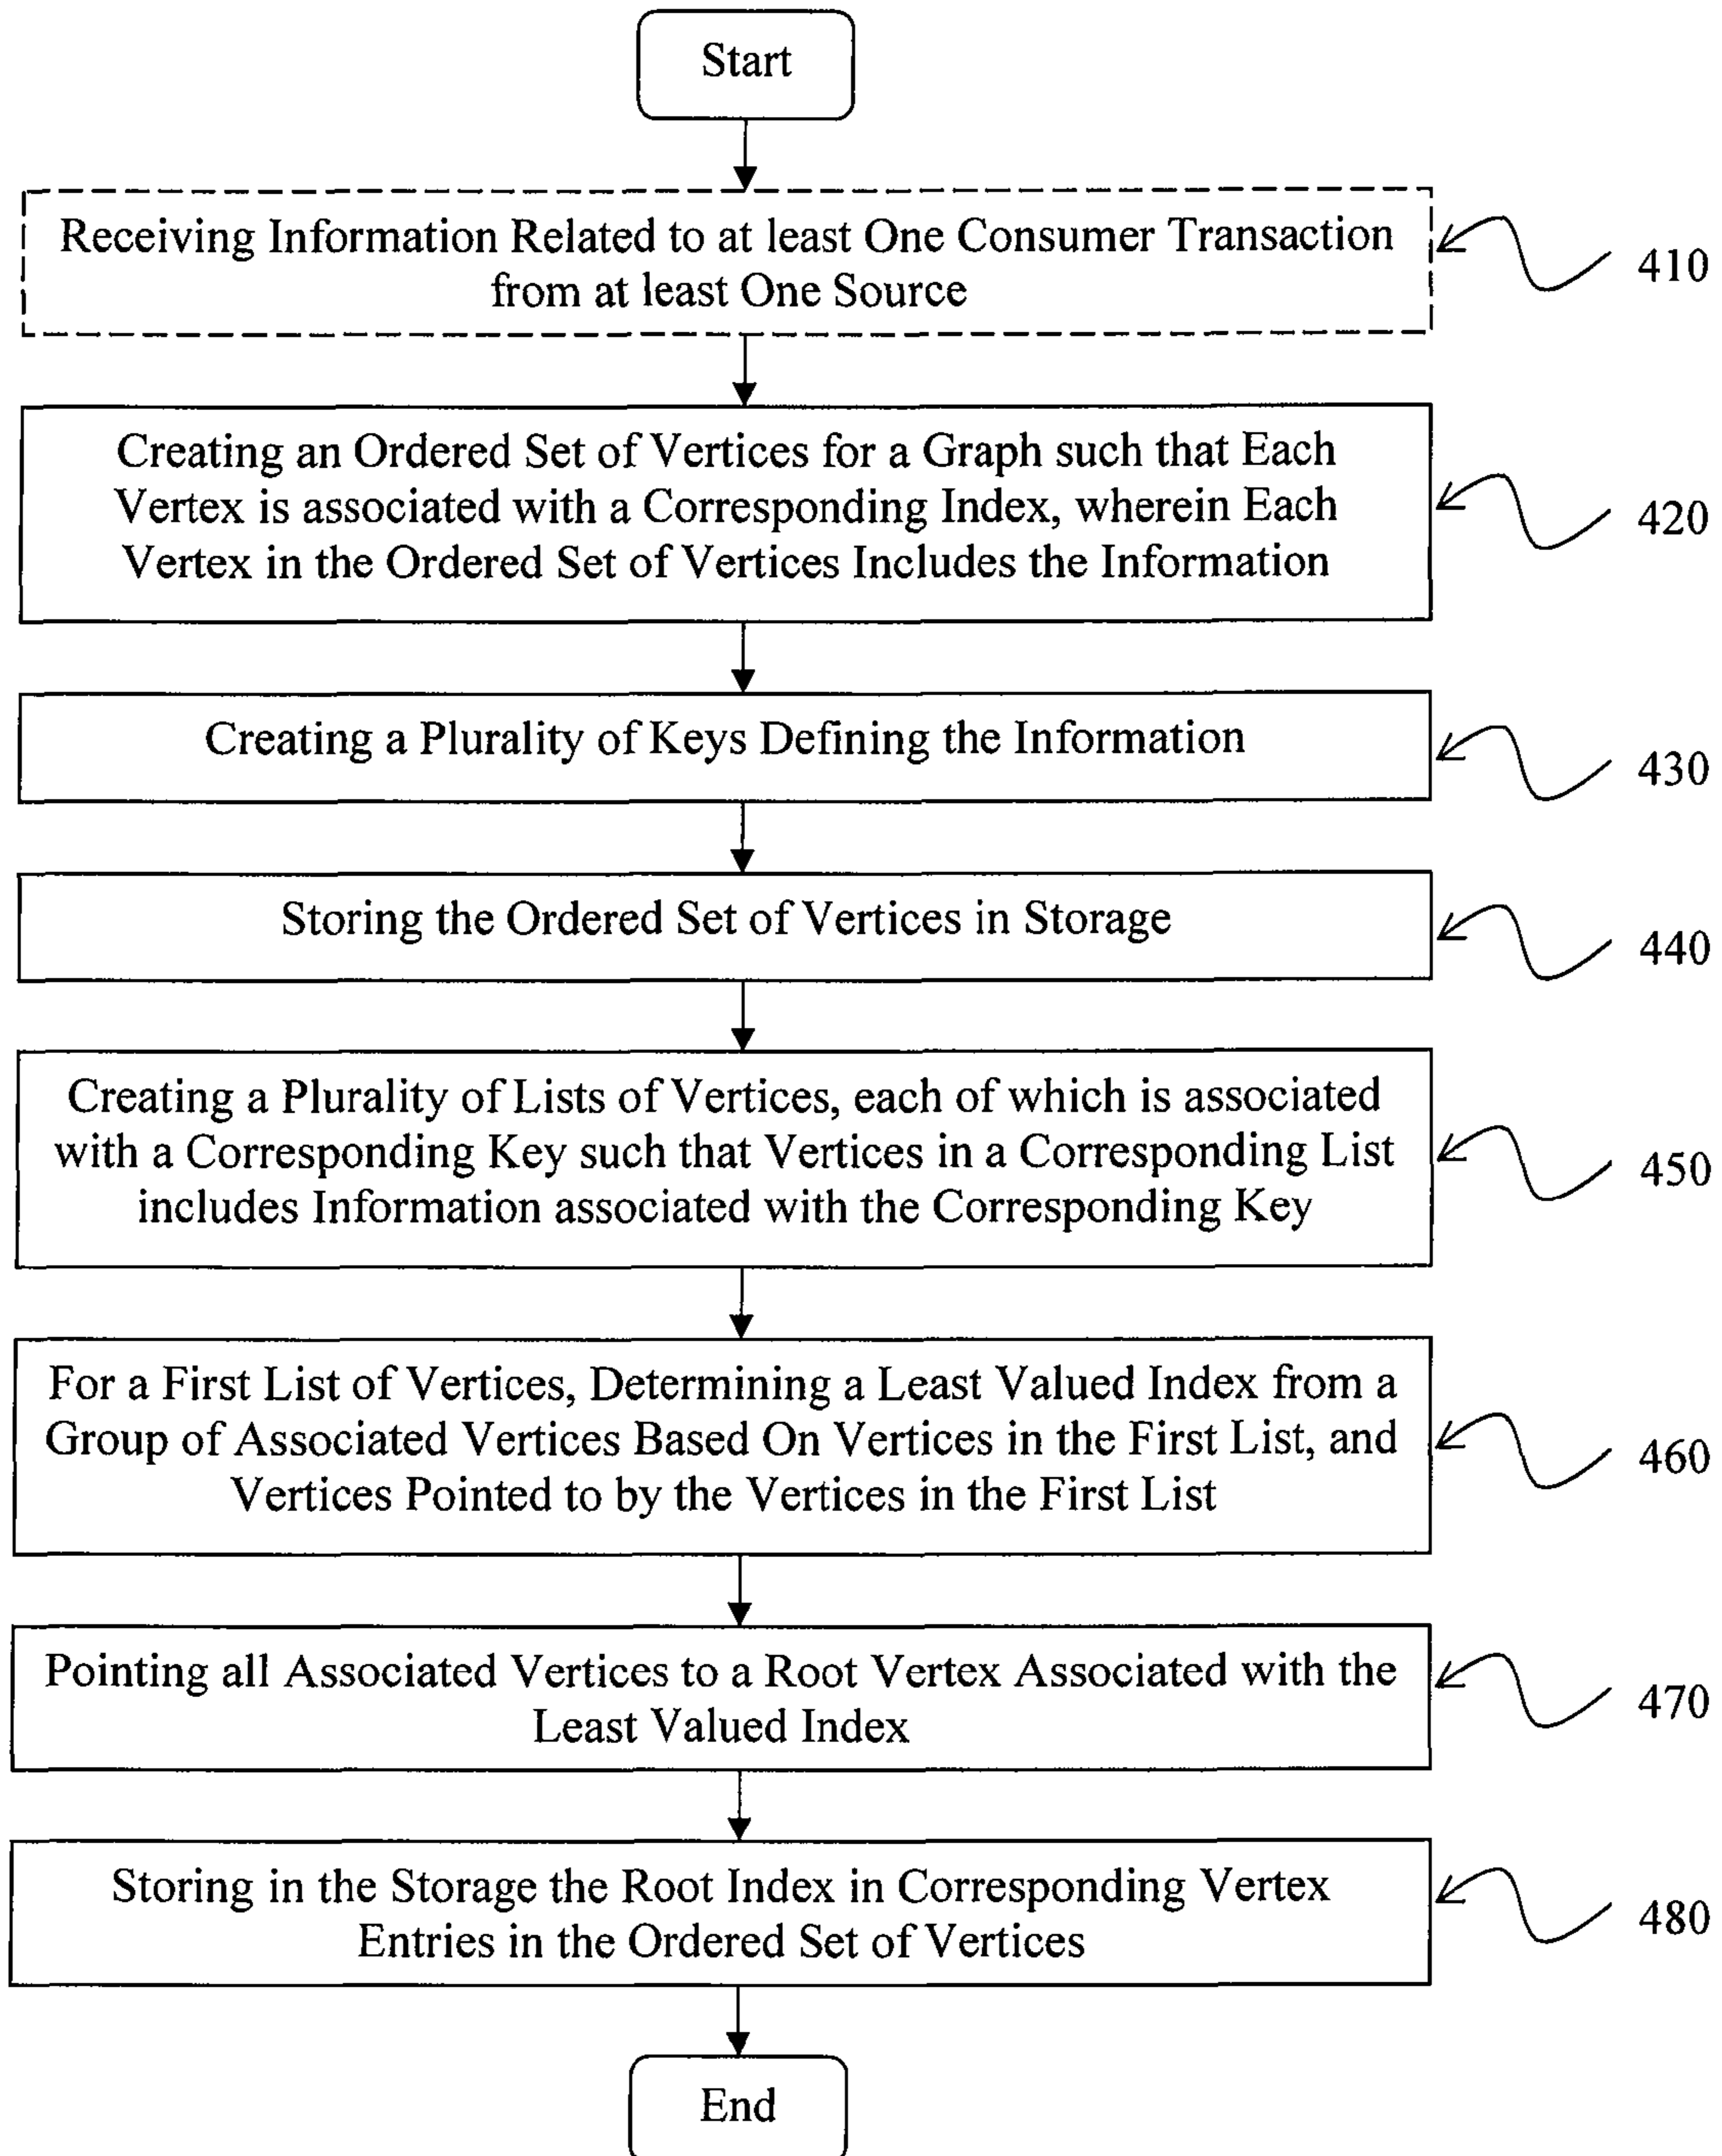 Start
Receiving Information Related to at least One Consumer Transaction
from at least One Source
410
Creating an Ordered Set of Vertices for a Graph such that Each
Vertex is associated with a Corresponding Index, wherein Each
Vertex in the Ordered Set of Vertices Includes the Information
420
Creating a Plurality of Keys Defining the Information
430
Storing the Ordered Set of Vertices in Storage
440
Creating a Plurality of Lists of Vertices, each of which is associated
with a Corresponding Key such that Vertices in a Corresponding List
includes Information associated with the Corresponding Key
450
For a First List of Vertices, Determining a Least Valued Index from a
Group of Associated Vertices Based On Vertices in the First List, and
Vertices Pointed to by the Vertices in the First List
460
Pointing all Associated Vertices to a Root Vertex Associated with the
Least Valued Index
470
Storing in the Storage the Root Index in Corresponding Vertex
Entries in the Ordered Set of Vertices
480
End